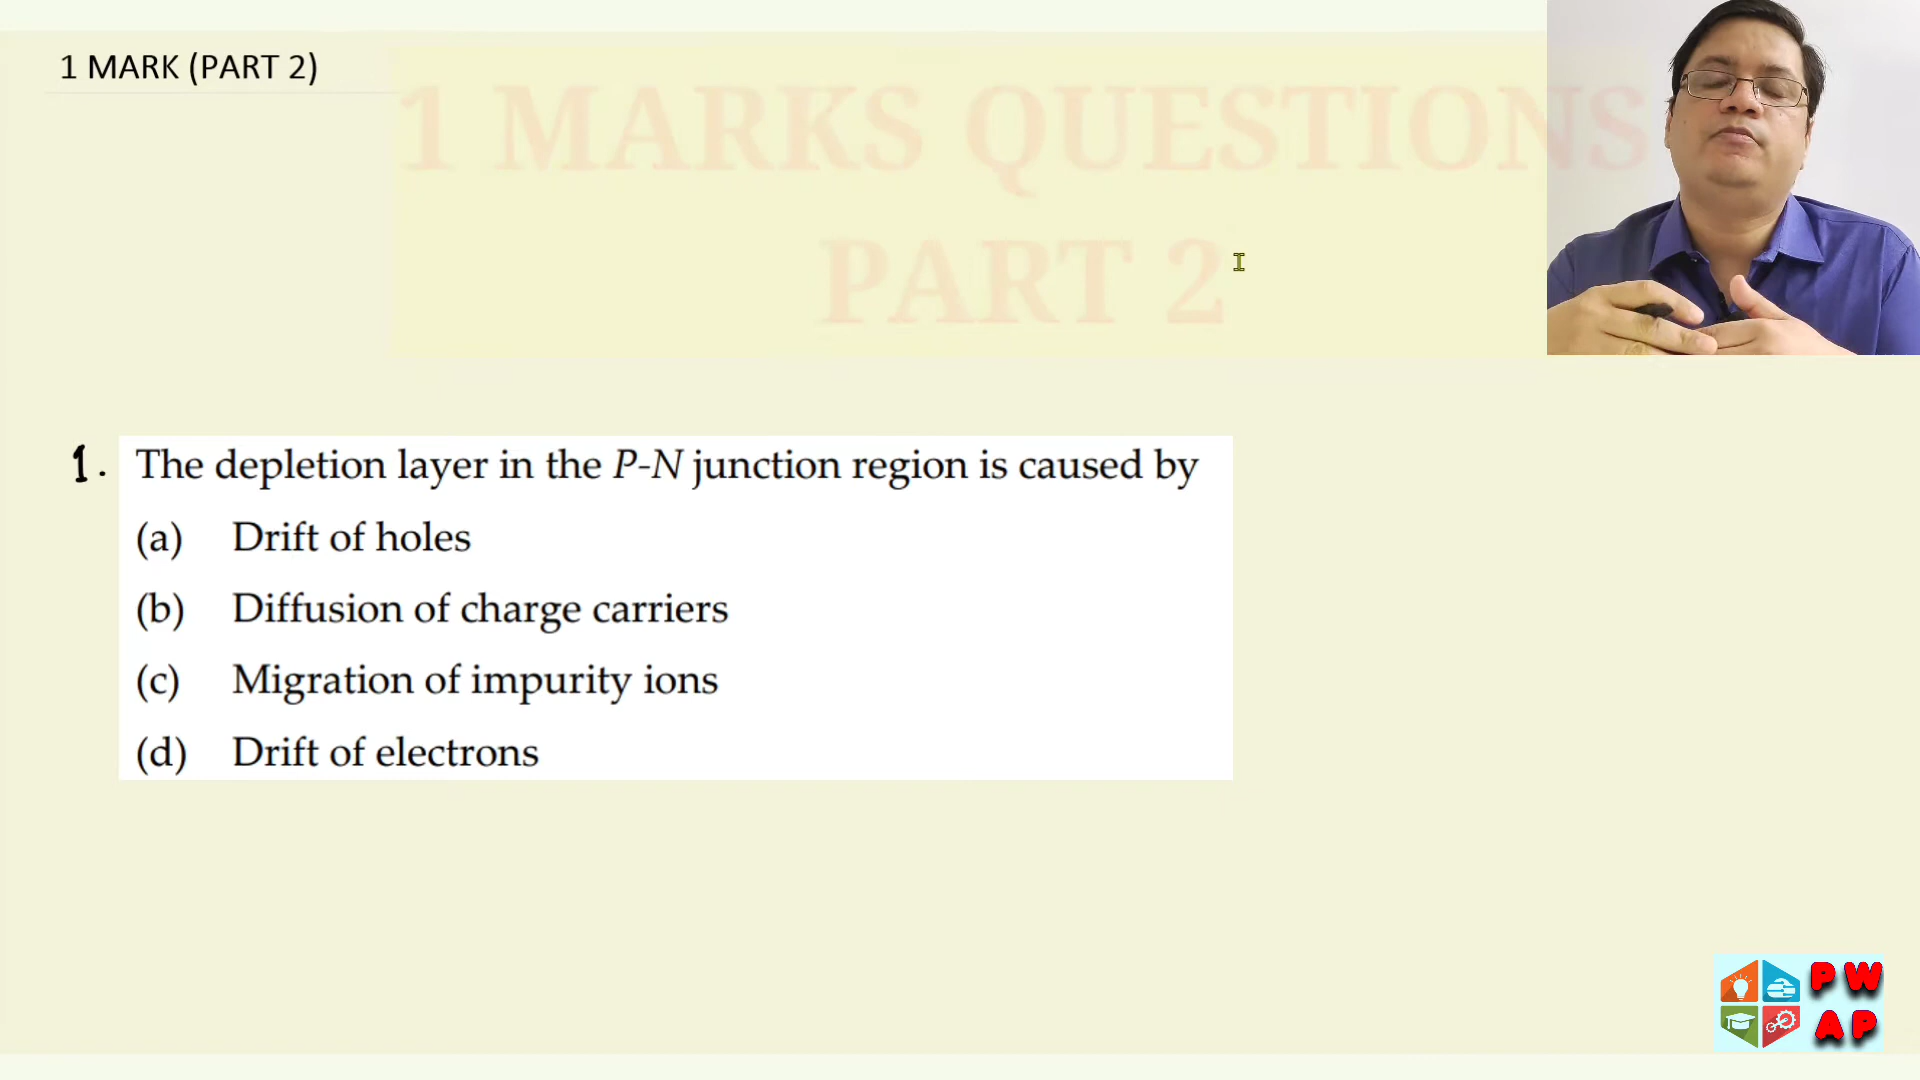 1 MARK (PART 2)
1 MARKS QUESTIONS
PART 2
1. The depletion layer in the P-N junction region is caused by
(a) Drift of holes
(b) Diffusion of charge carriers
(c) Migration of impurity ions
(d) Drift of electrons
P W
A P